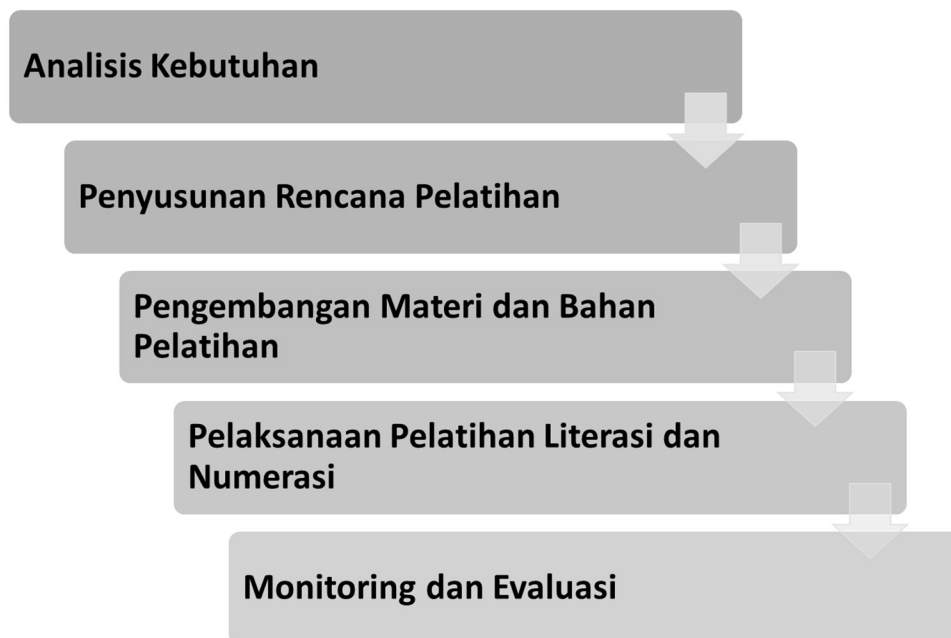 Analisis Kebutuhan
Penyusunan Rencana Pelatihan
Pengembangan Materi dan Bahan
Pelatihan
Pelaksanaan Pelatihan Literasi dan
Numerasi
Monitoring dan Evaluasi